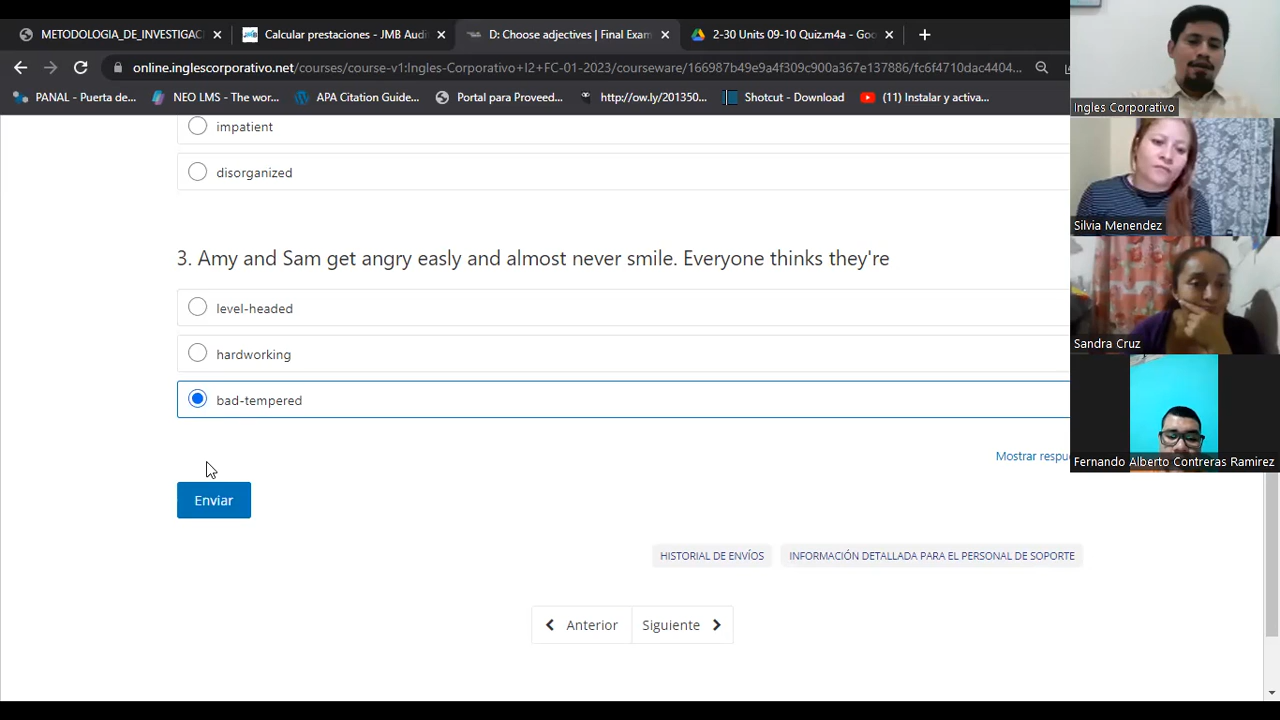 METODOLOGIA_DE_INVESTIGAC
Calcular prestaciones - JMB Audi
D: Choose adjectives | Final Exam
2-30 Units 09-10 Quiz.m4a - Goo
online.inglescorporativo.net/courses/course-v1:Ingles-Corporativo+I2+FC-01-2023/courseware/166987b49e9a4f309c900a367e137886/fc6f4710dac4404...
PANAL - Puerta de...
NEO LMS - The wor...
APA Citation Guide...
Portal para Proveed...
http://ow.ly/201350...
Shotcut - Download
(11) Instalar y activa...
impatient
disorganized
3. Amy and Sam get angry easly and almost never smile. Everyone thinks they're
level-headed
hardworking
bad-tempered
Mostrar respu
Enviar
HISTORIAL DE ENVÍOS
INFORMACIÓN DETALLADA PARA EL PERSONAL DE SOPORTE
Anterior
Siguiente
Ingles Corporativo
Silvia Menendez
Sandra Cruz
Fernando Alberto Contreras Ramirez